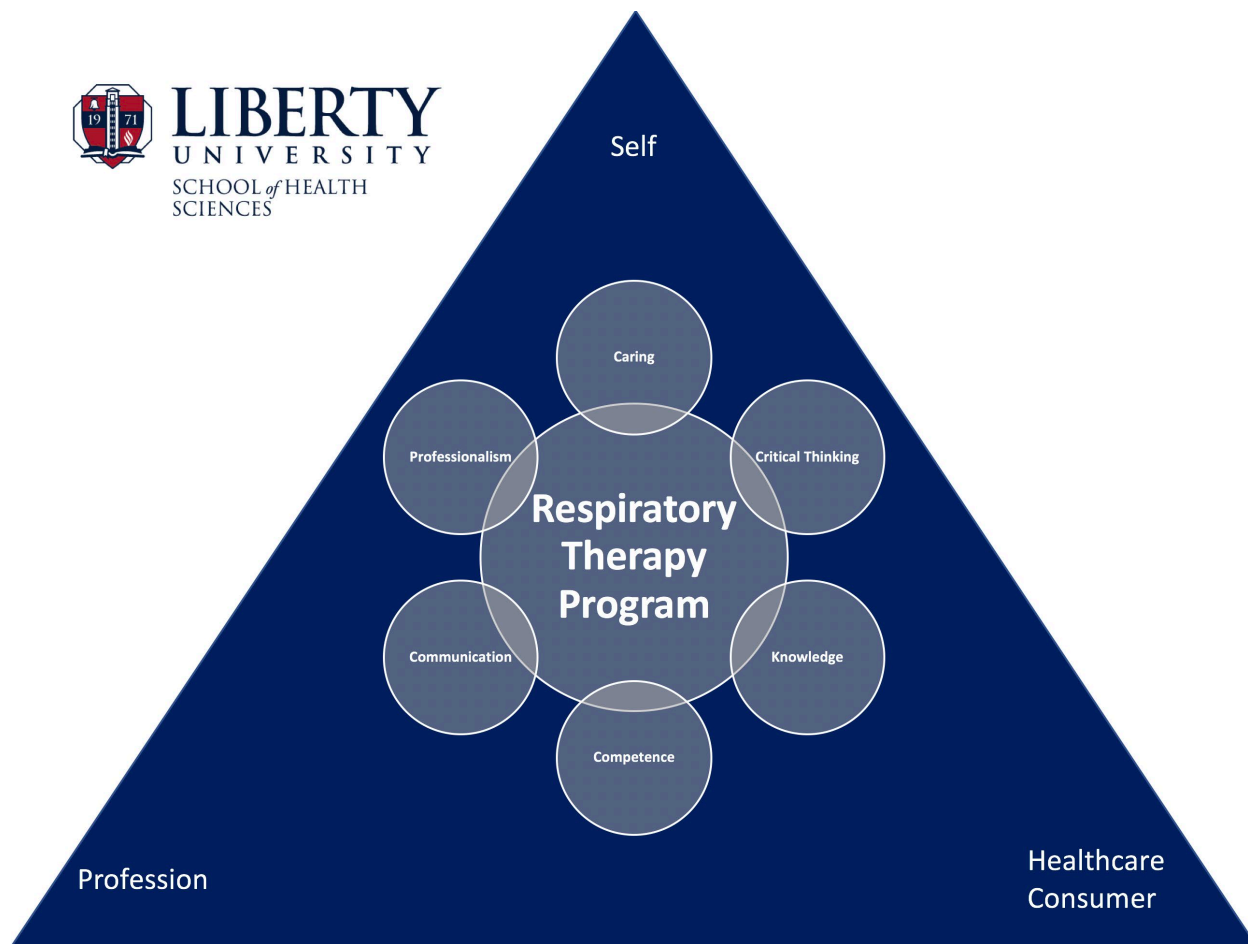 19 71
LIBERTY
UNIVERSITY
SCHOOL of HEALTH
SCIENCES
Self
Caring
Professionalism
Critical Thinking
Respiratory
Therapy
Program
Communication
Knowledge
Competence
Profession
Healthcare
Consumer